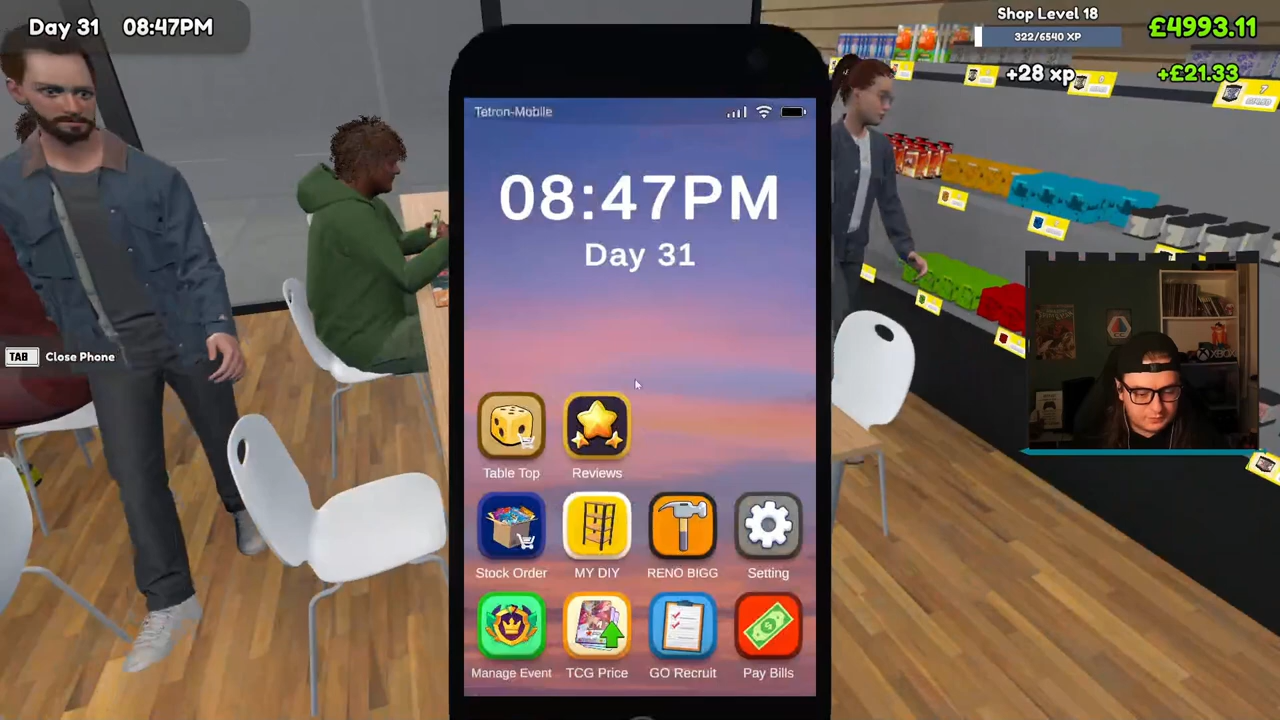 Day 31 08:47PM
Shop Level 18
322/6540 XP
£4993.11
+28 xp
+£21.33
Tetron-Mobile
08:47PM
Day 31
TAB Close Phone
Table Top
Reviews
Stock Order
MY DIY
RENO BIGG
Setting
Manage Event
TCG Price
GO Recruit
Pay Bills
XBOX